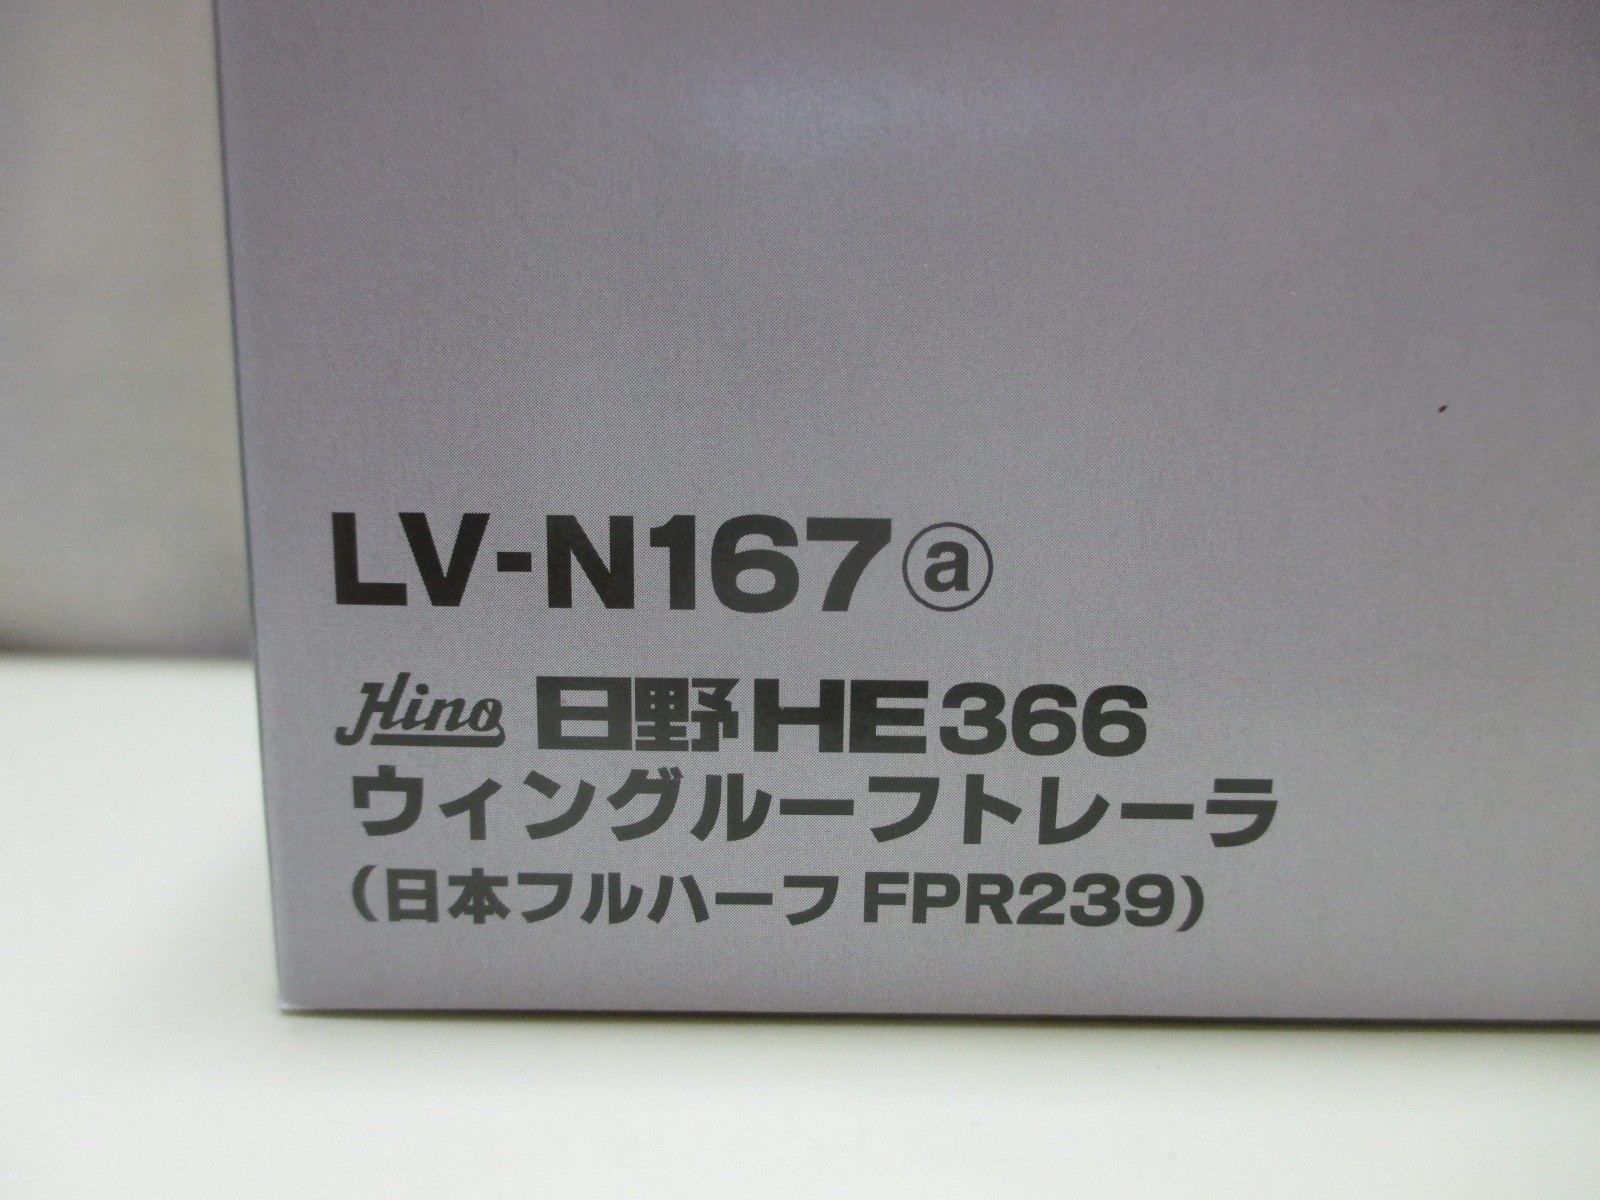 LV-N167ⓐ
Hino 日野HE366
ウィングルーフトレーラ
(日本フルハーフ FPR239)